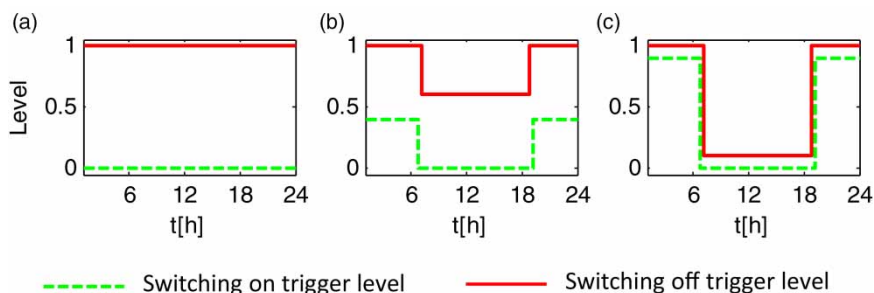 (a) (b) (c)
1 1 1
Level 0.5 0.5 0.5
0 0 0
6 12 18 24 6 12 18 24 6 12 18 24
t[h] t[h] t[h]
Switching on trigger level Switching off trigger level